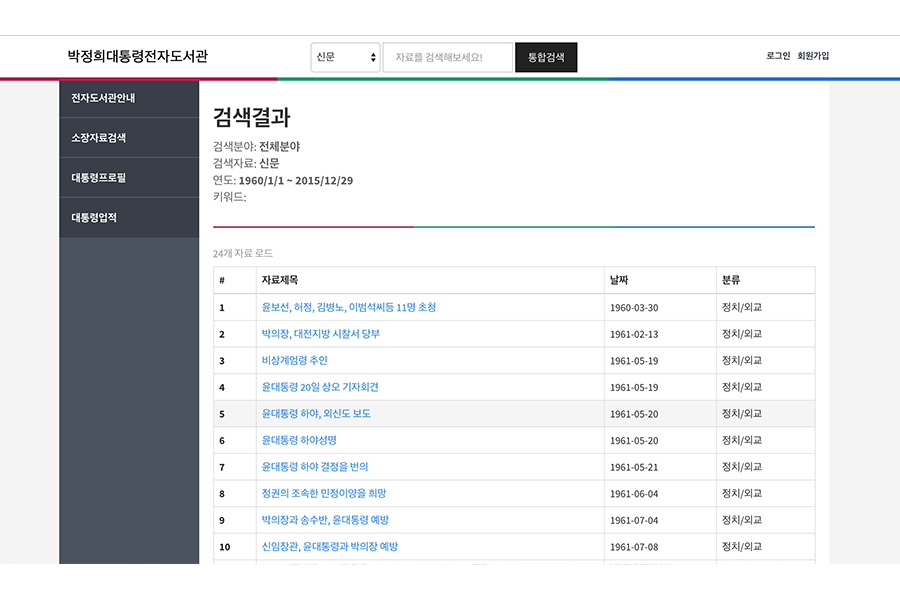 박정희대통령전자도서관 신문 자료를 검색해보세요! 통합검색 로그인 회원가입
전자도서관안내
소장자료검색
대통령프로필
대통령업적
검색결과
검색분야: 전체분야
검색자료: 신문
연도: 1960/1/1 ~ 2015/12/29
키워드:
24개 자료 로드
# 자료제목 날짜 분류
1 윤보선, 허정, 김병노, 이범석씨등 11명 초청 1960-03-30 정치/외교
2 박의장, 대전지방 시찰서 당부 1961-02-13 정치/외교
3 비상계엄령 추인 1961-05-19 정치/외교
4 윤대통령 20일 상오 기자회견 1961-05-19 정치/외교
5 윤대통령 하야, 외신도 보도 1961-05-20 정치/외교
6 윤대통령 하야성명 1961-05-20 정치/외교
7 윤대통령 하야 결정을 번의 1961-05-21 정치/외교
8 정권의 조속한 민정이양을 희망 1961-06-04 정치/외교
9 박의장과 송수반, 윤대통령 예방 1961-07-04 정치/외교
10 신임장관, 윤대통령과 박의장 예방 1961-07-08 정치/외교